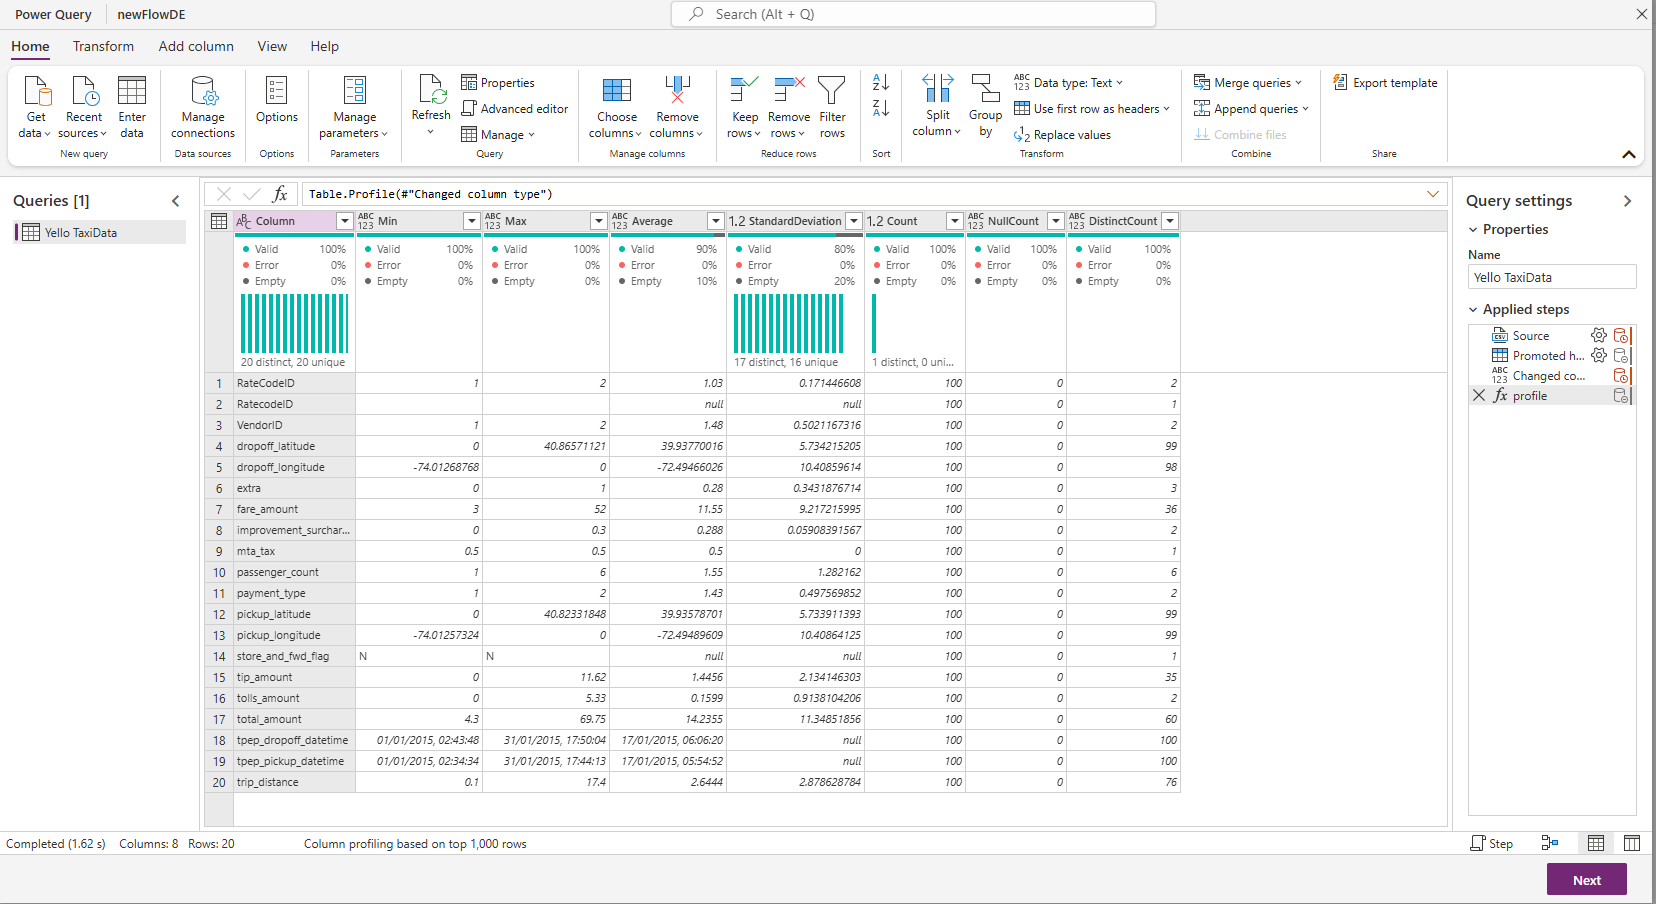 Power Query newFlowDE Search (Alt + Q)
Home Transform Add column View Help
Get data Recent sources Enter data
New query
Manage connections
Data sources
Options
Options
Manage parameters
Parameters
Refresh Properties
Advanced editor
Manage
Query
Choose columns Remove columns
Manage columns
Keep rows Remove rows Filter rows
Reduce rows
Sort
Split column Group by
Data type: Text
Use first row as headers
Replace values
Transform
Merge queries
Append queries
Combine files
Combine
Export template
Share
Queries [1]
Yello TaxiData
fx Table.Profile(#"Changed column type")
Column Min Max Average 1.2 StandardDeviation 1.2 Count NullCount DistinctCount
Valid 100% Valid 100% Valid 100% Valid 90% Valid 80% Valid 100% Valid 100% Valid 100%
Error 0% Error 0% Error 0% Error 0% Error 0% Error 0% Error 0% Error 0%
Empty 0% Empty 0% Empty 0% Empty 10% Empty 20% Empty 0% Empty 0% Empty 0%
20 distinct, 20 unique 17 distinct, 16 unique 1 distinct, 0 uni...
1 RateCodeID 1 2 1.03 0.171446608 100 0 2
2 RatecodeID null null 100 0 1
3 VendorID 1 2 1.48 0.5021167316 100 0 2
4 dropoff_latitude 0 40.86571121 39.93770016 5.734215205 100 0 99
5 dropoff_longitude -74.01268768 0 -72.49466026 10.40859614 100 0 98
6 extra 0 1 0.28 0.3431876714 100 0 3
7 fare_amount 3 52 11.55 9.217215995 100 0 36
8 improvement_surchar... 0 0.3 0.288 0.05908391567 100 0 2
9 mta_tax 0.5 0.5 0.5 0 100 0 1
10 passenger_count 1 6 1.55 1.282162 100 0 6
11 payment_type 1 2 1.43 0.497569852 100 0 2
12 pickup_latitude 0 40.82331848 39.93578701 5.733911393 100 0 99
13 pickup_longitude -74.01257324 0 -72.49489609 10.40864125 100 0 99
14 store_and_fwd_flag N N null null 100 0 1
15 tip_amount 0 11.62 1.4456 2.134146303 100 0 35
16 tolls_amount 0 5.33 0.1599 0.9138104206 100 0 2
17 total_amount 4.3 69.75 14.2355 11.34851856 100 0 60
18 tpep_dropoff_datetime 01/01/2015, 02:43:48 31/01/2015, 17:50:04 17/01/2015, 06:06:20 null 100 0 100
19 tpep_pickup_datetime 01/01/2015, 02:34:34 31/01/2015, 17:44:13 17/01/2015, 05:54:52 null 100 0 100
20 trip_distance 0.1 17.4 2.6444 2.878628784 100 0 76
Query settings
Properties
Name
Yello TaxiData
Applied steps
Source
Promoted h...
Changed co...
fx profile
Completed (1.62 s) Columns: 8 Rows: 20 Column profiling based on top 1,000 rows Step
Next